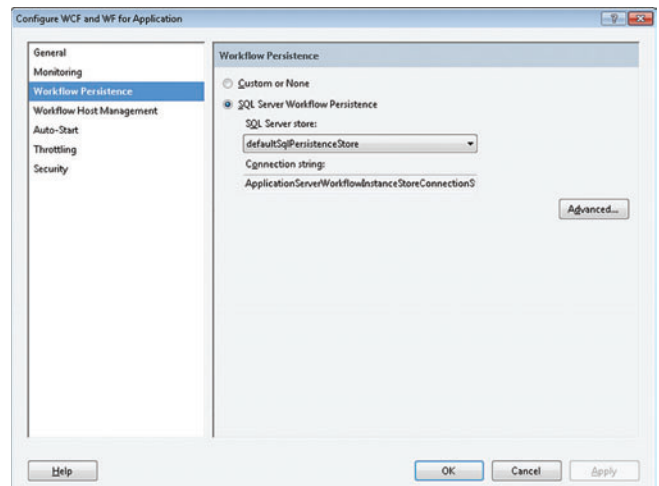 Configure WCF and WF for Application
General
Monitoring
Workflow Persistence
Workflow Host Management
Auto-Start
Throttling
Security
Workflow Persistence
Custom or None
SQL Server Workflow Persistence
SQL Server store:
defaultSqlPersistenceStore
Connection string:
ApplicationServerWorkflowInstanceStoreConnectionS
Advanced...
Help
OK
Cancel
Apply